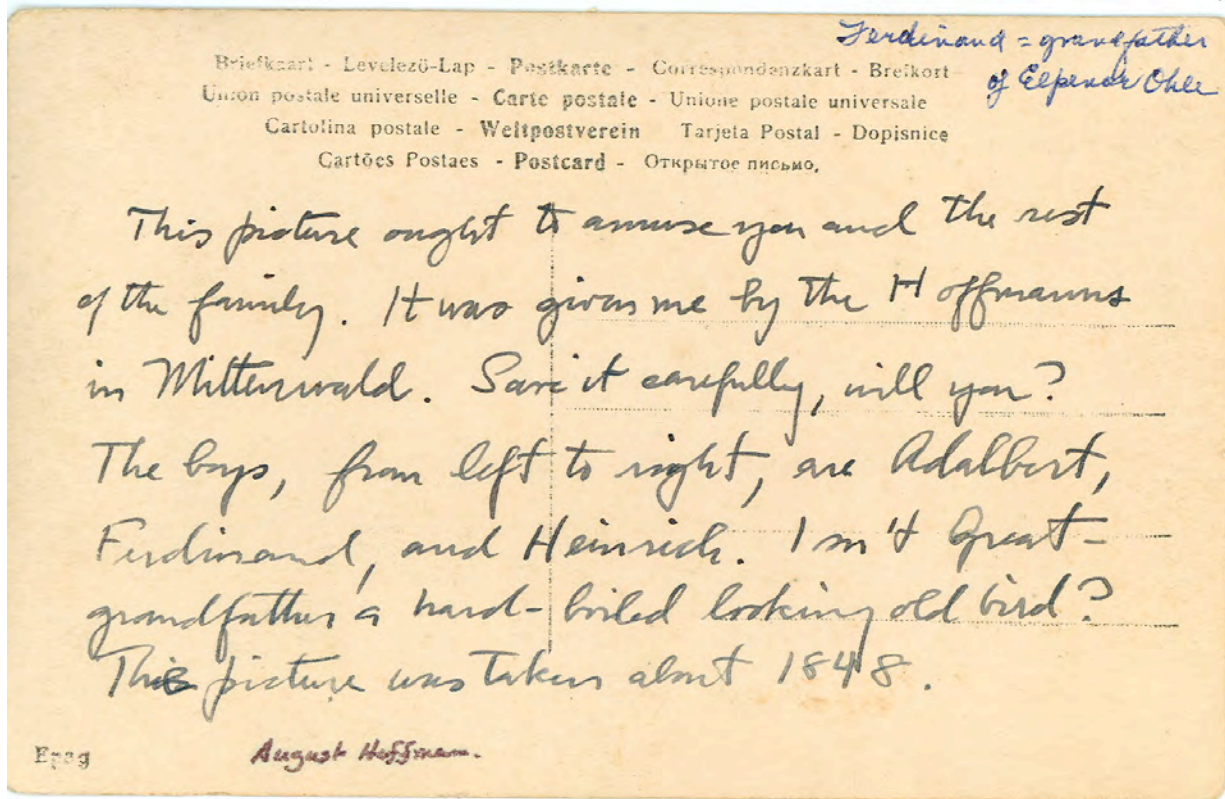 Ferdinand = grandfather
of Elpenor Ohle
Briefkaart - Levelező-Lap - Postkarte - Correspondenzkart - Brefkort
Union postale universelle - Carte postale - Unione postale universale
Cartolina postale - Weltpostverein Tarjeta Postal - Dopisnice
Cartões Postaes - Postcard - Открытое письмо.
This picture ought to amuse you and the rest
of the family. It was given me by the Hoffmanns
in Mittenwald. Save it carefully, will you?
The boys, from left to right, are Adalbert,
Ferdinand, and Heinrich. Isn't Great-
grandfather a hard-boiled looking old bird?
This picture was taken about 1848.
Epag
August Hoffman.